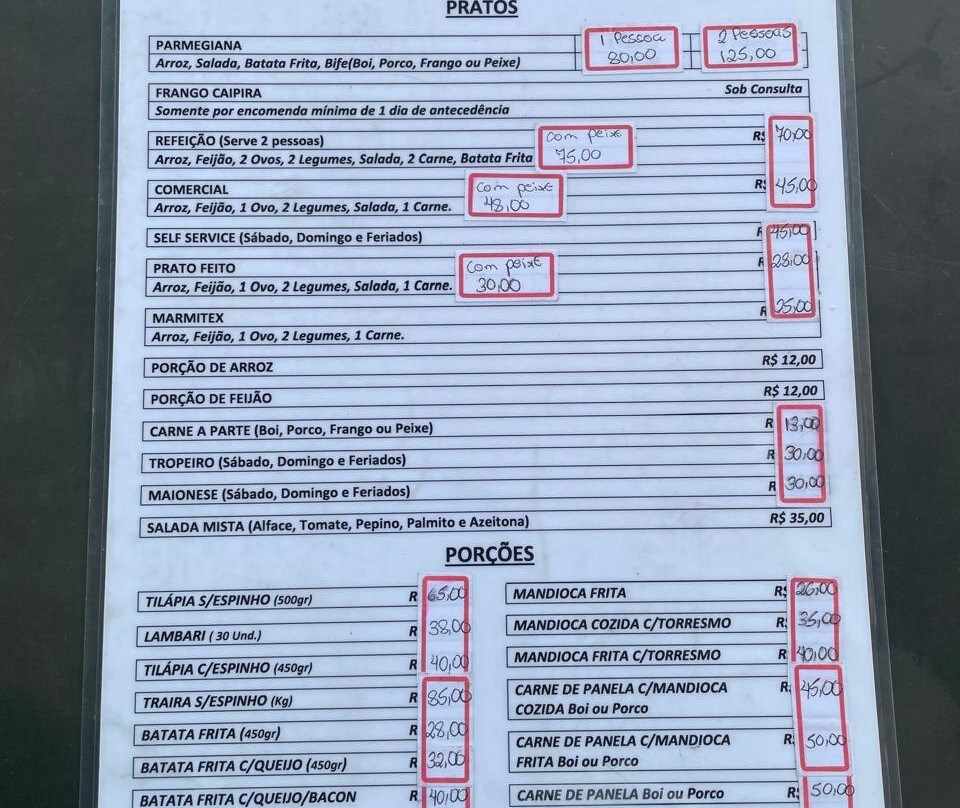 PRATOS
PARMEGIANA 1 Pessoa 2 Pessoas
Arroz, Salada, Batata Frita, Bife(Boi, Porco, Frango ou Peixe) 80,00 125,00
FRANGO CAIPIRA Sob Consulta
Somente por encomenda mínima de 1 dia de antecedência
REFEIÇÃO (Serve 2 pessoas) com peixe R$ 70,00
Arroz, Feijão, 2 Ovos, 2 Legumes, Salada, 2 Carne, Batata Frita 75,00
COMERCIAL com peixe R$ 45,00
Arroz, Feijão, 1 Ovo, 2 Legumes, Salada, 1 Carne. 48,00
SELF SERVICE (Sábado, Domingo e Feriados) R 45,00
PRATO FEITO com peixe R 28,00
Arroz, Feijão, 1 Ovo, 2 Legumes, Salada, 1 Carne. 30,00
MARMITEX R 25,00
Arroz, Feijão, 1 Ovo, 2 Legumes, 1 Carne.
PORÇÃO DE ARROZ R$ 12,00
PORÇÃO DE FEIJÃO R$ 12,00
CARNE A PARTE (Boi, Porco, Frango ou Peixe) R 13,00
TROPEIRO (Sábado, Domingo e Feriados) R 30,00
MAIONESE (Sábado, Domingo e Feriados) R 30,00
SALADA MISTA (Alface, Tomate, Pepino, Palmito e Azeitona) R$ 35,00
PORÇÕES
TILÁPIA S/ESPINHO (500gr) R 65,00
LAMBARI ( 30 Und.) R 38,00
TILÁPIA C/ESPINHO (450gr) R 40,00
TRAIRA S/ESPINHO (Kg) R 85,00
BATATA FRITA (450gr) R 28,00
BATATA FRITA C/QUEIJO (450gr) R 32,00
BATATA FRITA C/QUEIJO/BACON R 40,00
MANDIOCA FRITA R$ 26,00
MANDIOCA COZIDA C/TORRESMO R$ 35,00
MANDIOCA FRITA C/TORRESMO R 40,00
CARNE DE PANELA C/MANDIOCA R$ 45,00
COZIDA Boi ou Porco
CARNE DE PANELA C/MANDIOCA R$ 50,00
FRITA Boi ou Porco
CARNE DE PANELA Boi ou Porco R$ 50,00